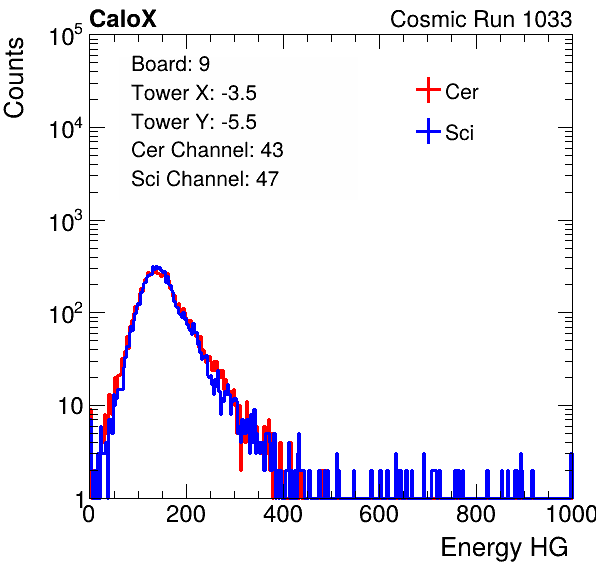 CaloX Cosmic Run 1033
Counts
Board: 9
Tower X: -3.5
Tower Y: -5.5
Cer Channel: 43
Sci Channel: 47
Cer
Sci
10^5
10^4
10^3
10^2
10
1
0 200 400 600 800 1000
Energy HG